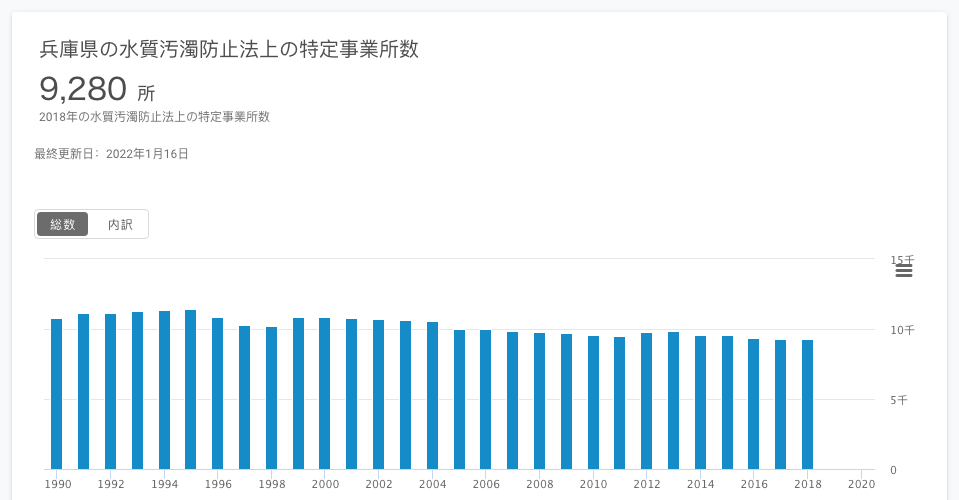 兵庫県の水質汚濁防止法上の特定事業所数
9,280 所
2018年の水質汚濁防止法上の特定事業所数
最終更新日: 2022年1月16日
総数 内訳
15千
10千
5千
0
1990 1992 1994 1996 1998 2000 2002 2004 2006 2008 2010 2012 2014 2016 2018 2020